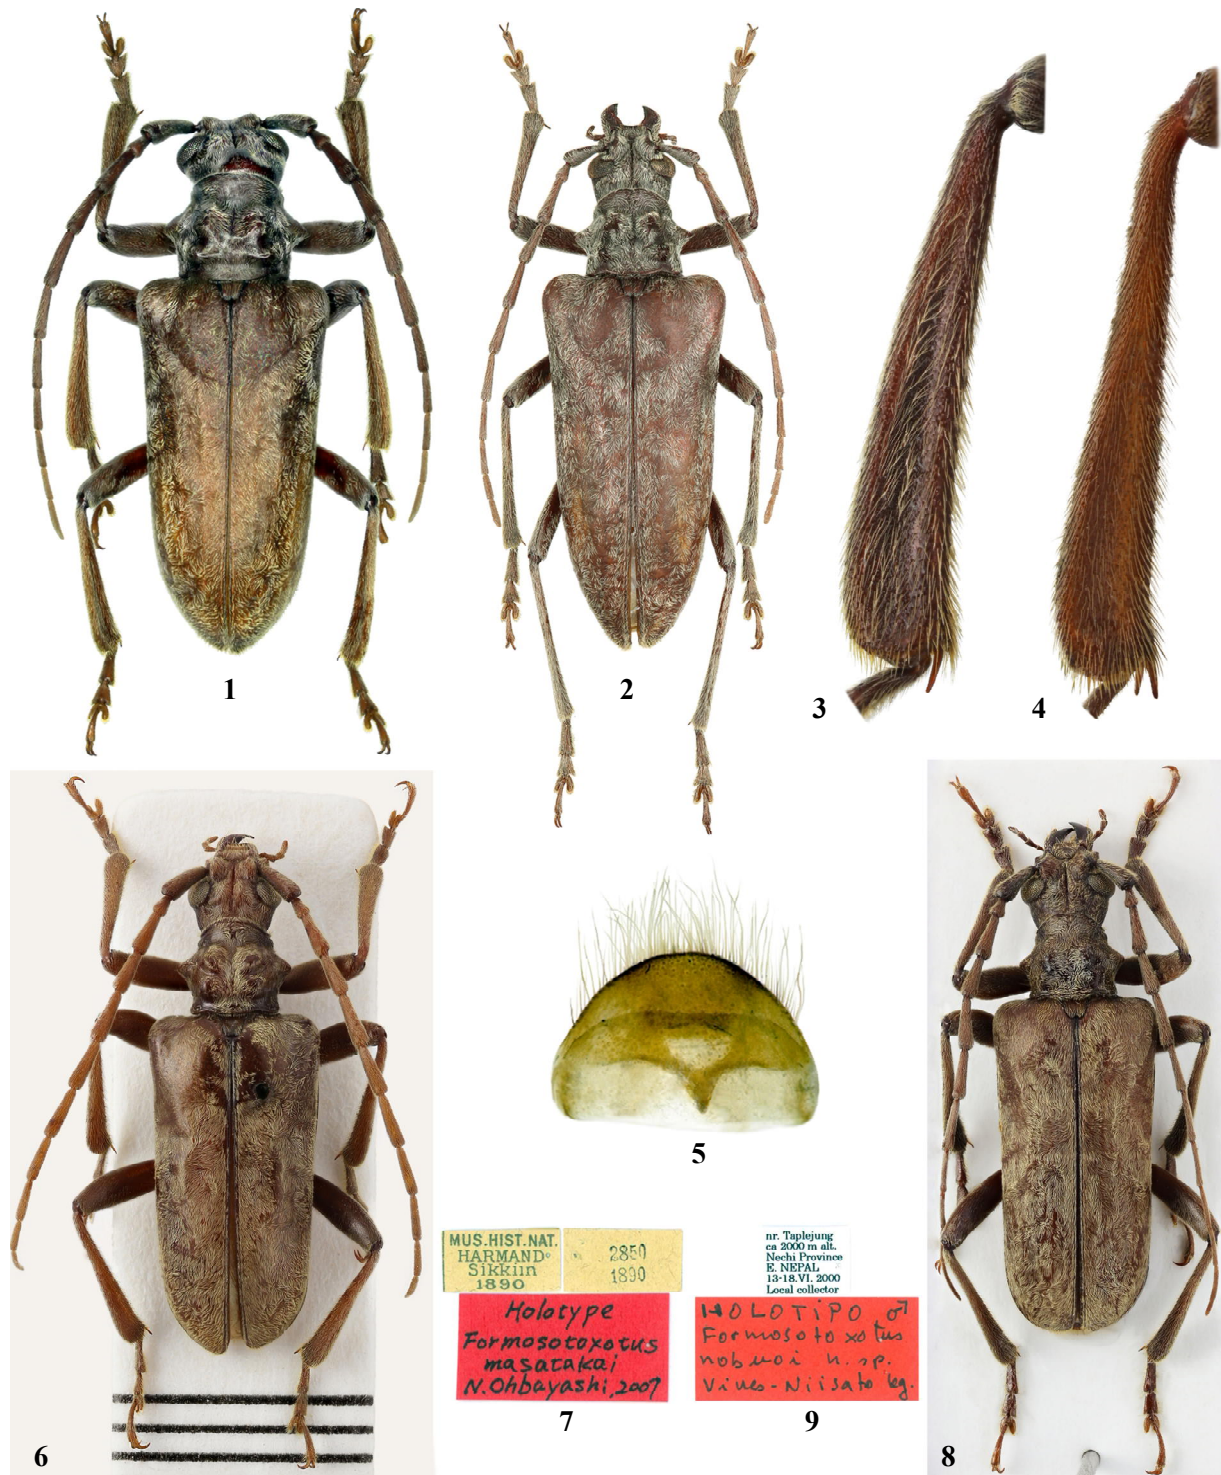 1
2
3
4
5
MUS.HIST.NAT.
HARMAND
Sikkiin
1890
2850
1890
Holotype
Formosotoxotus
masatakai
N.Ohbayashi, 2007
7
nr. Taplejung
ca 2000 m alt.
Nechi Province
E. NEPAL
13-18.VI. 2000
Local collector
HOLOTIPO ♂
Formosotoxotus
nobuoi n. sp.
Vives-Niisato leg.
9
6
8